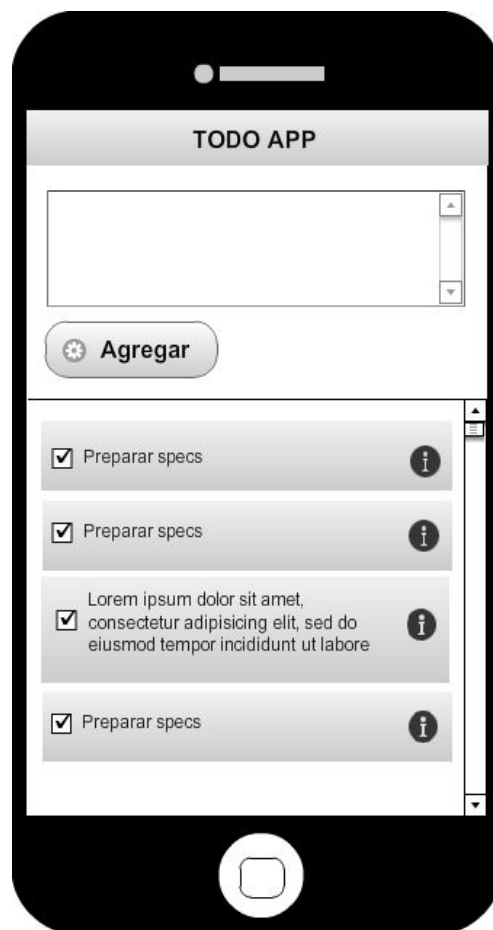 TODO APP
Agregar
Preparar specs
Preparar specs
Lorem ipsum dolor sit amet,
consectetur adipisicing elit, sed do
eiusmod tempor incididunt ut labore
Preparar specs